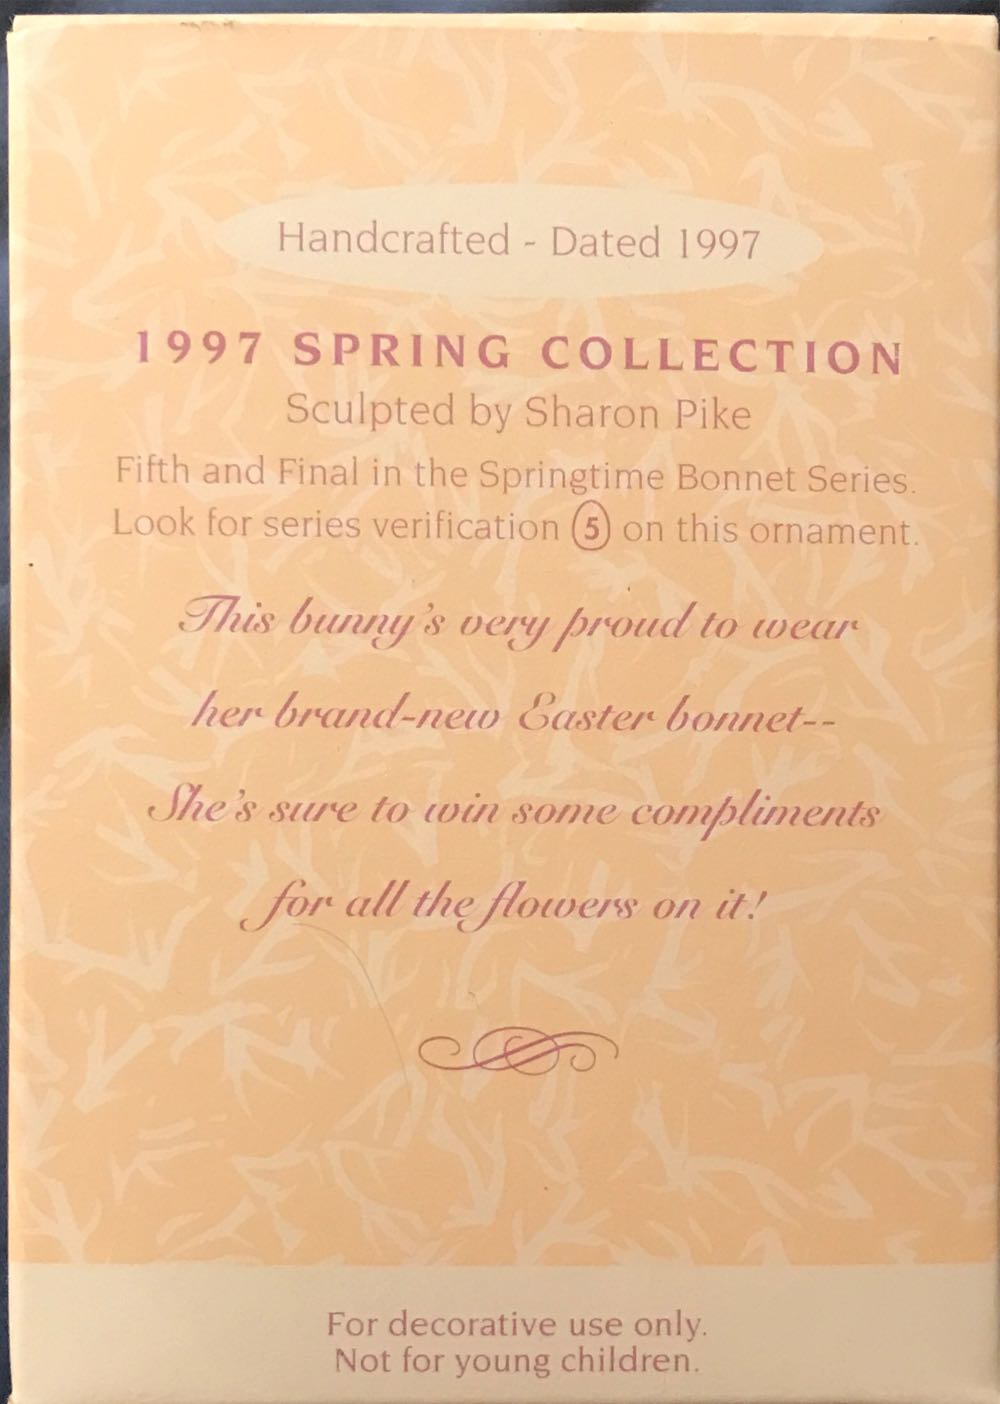 Handcrafted - Dated 1997
1997 SPRING COLLECTION
Sculpted by Sharon Pike
Fifth and Final in the Springtime Bonnet Series.
Look for series verification 5 on this ornament.
This bunny's very proud to wear
her brand-new Easter bonnet--
She's sure to win some compliments
for all the flowers on it!
For decorative use only.
Not for young children.